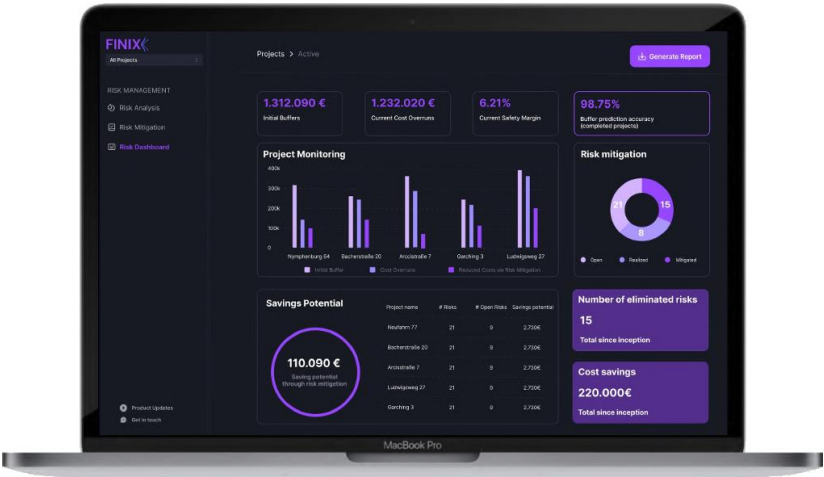 FINIX
All Projects
Projects > Active
Generate Report
RISK MANAGEMENT
Risk Analysis
Risk Mitigation
Risk Dashboard
1.312.090 €
Initial Buffers
1.232.020 €
Current Cost Overruns
6.21%
Current Safety Margin
98.75%
Buffer prediction accuracy
(completed projects)
Project Monitoring
400k
300k
200k
100k
0
Nymphenburg 64
Bacherstraße 20
Arcisstraße 7
Garching 3
Ludwigsweg 27
Initial Buffer
Cost Overruns
Reduced Costs via Risk Mitigation
Risk mitigation
21
15
8
Open
Realized
Mitigated
Savings Potential
110.090 €
Saving potential
through risk mitigation
Project name # Risks # Open Risks Savings potential
Neufahrn 77 21 9 2.730€
Bacherstraße 20 21 9 2.730€
Arcisstraße 7 21 9 2.730€
Ludwigsweg 27 21 9 2.730€
Garching 3 21 9 2.730€
Number of eliminated risks
15
Total since inception
Cost savings
220.000€
Total since inception
Product Updates
Get in touch
MacBook Pro